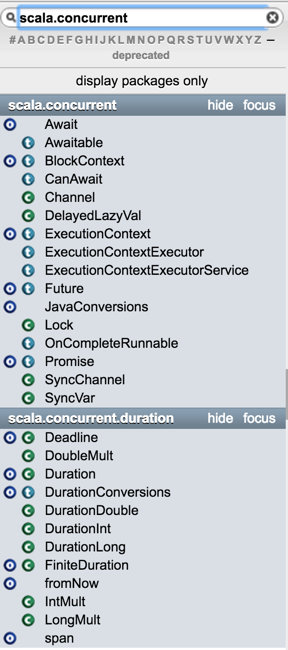 scala.concurrent
#ABCDEFGHIJKLMNOPQRSTUVWXYZ –
deprecated
display packages only
scala.concurrent hide focus
Await
t Awaitable
t BlockContext
t CanAwait
C Channel
C DelayedLazyVal
t ExecutionContext
t ExecutionContextExecutor
t ExecutionContextExecutorService
t Future
JavaConversions
C Lock
t OnCompleteRunnable
t Promise
C SyncChannel
C SyncVar
scala.concurrent.duration hide focus
C Deadline
C DoubleMult
C Duration
t DurationConversions
C DurationDouble
C DurationInt
C DurationLong
C FiniteDuration
fromNow
C IntMult
C LongMult
span